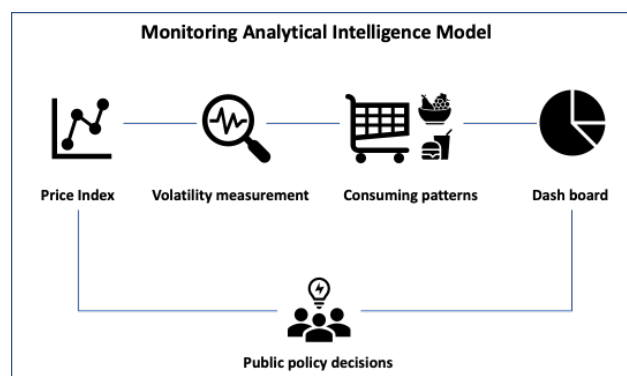 Monitoring Analytical Intelligence Model
Price Index
Volatility measurement
Consuming patterns
Dash board
Public policy decisions